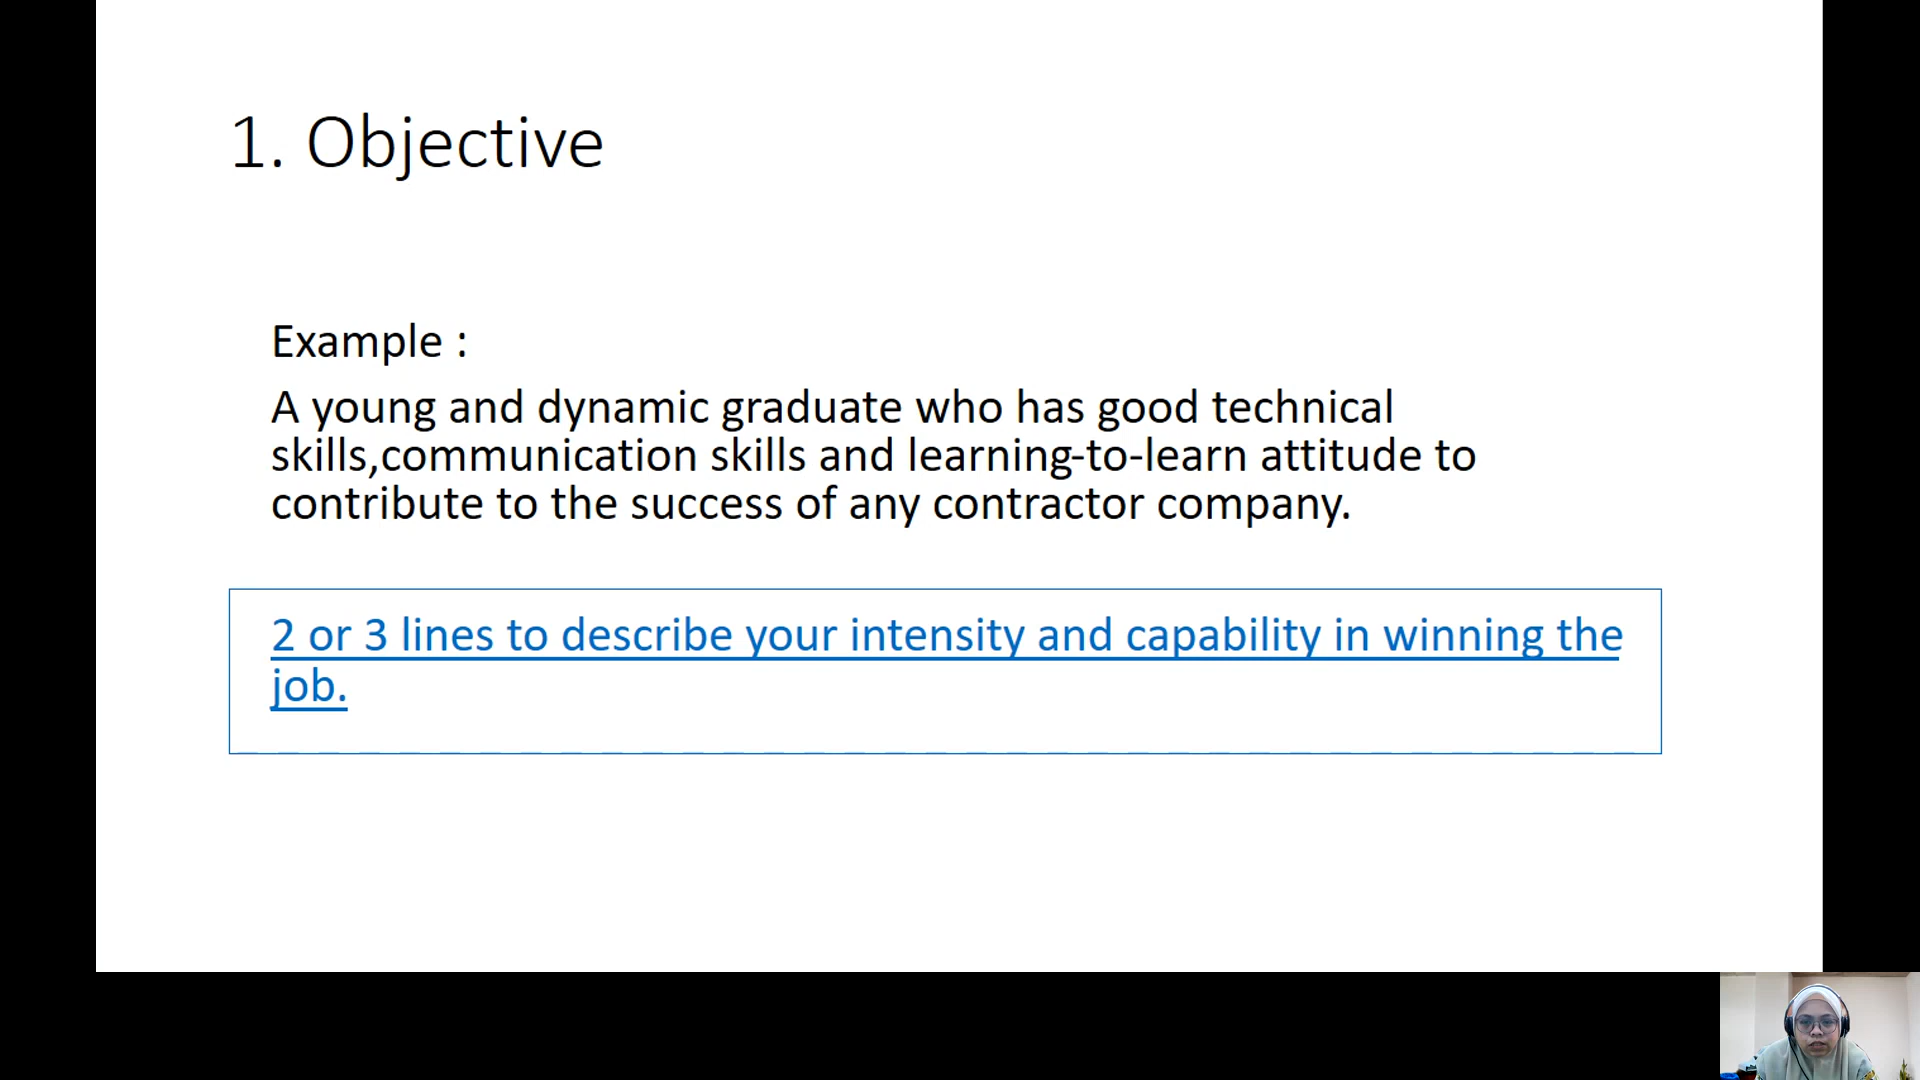 1. Objective
Example :
A young and dynamic graduate who has good technical
skills,communication skills and learning-to-learn attitude to
contribute to the success of any contractor company.
2 or 3 lines to describe your intensity and capability in winning the
job.